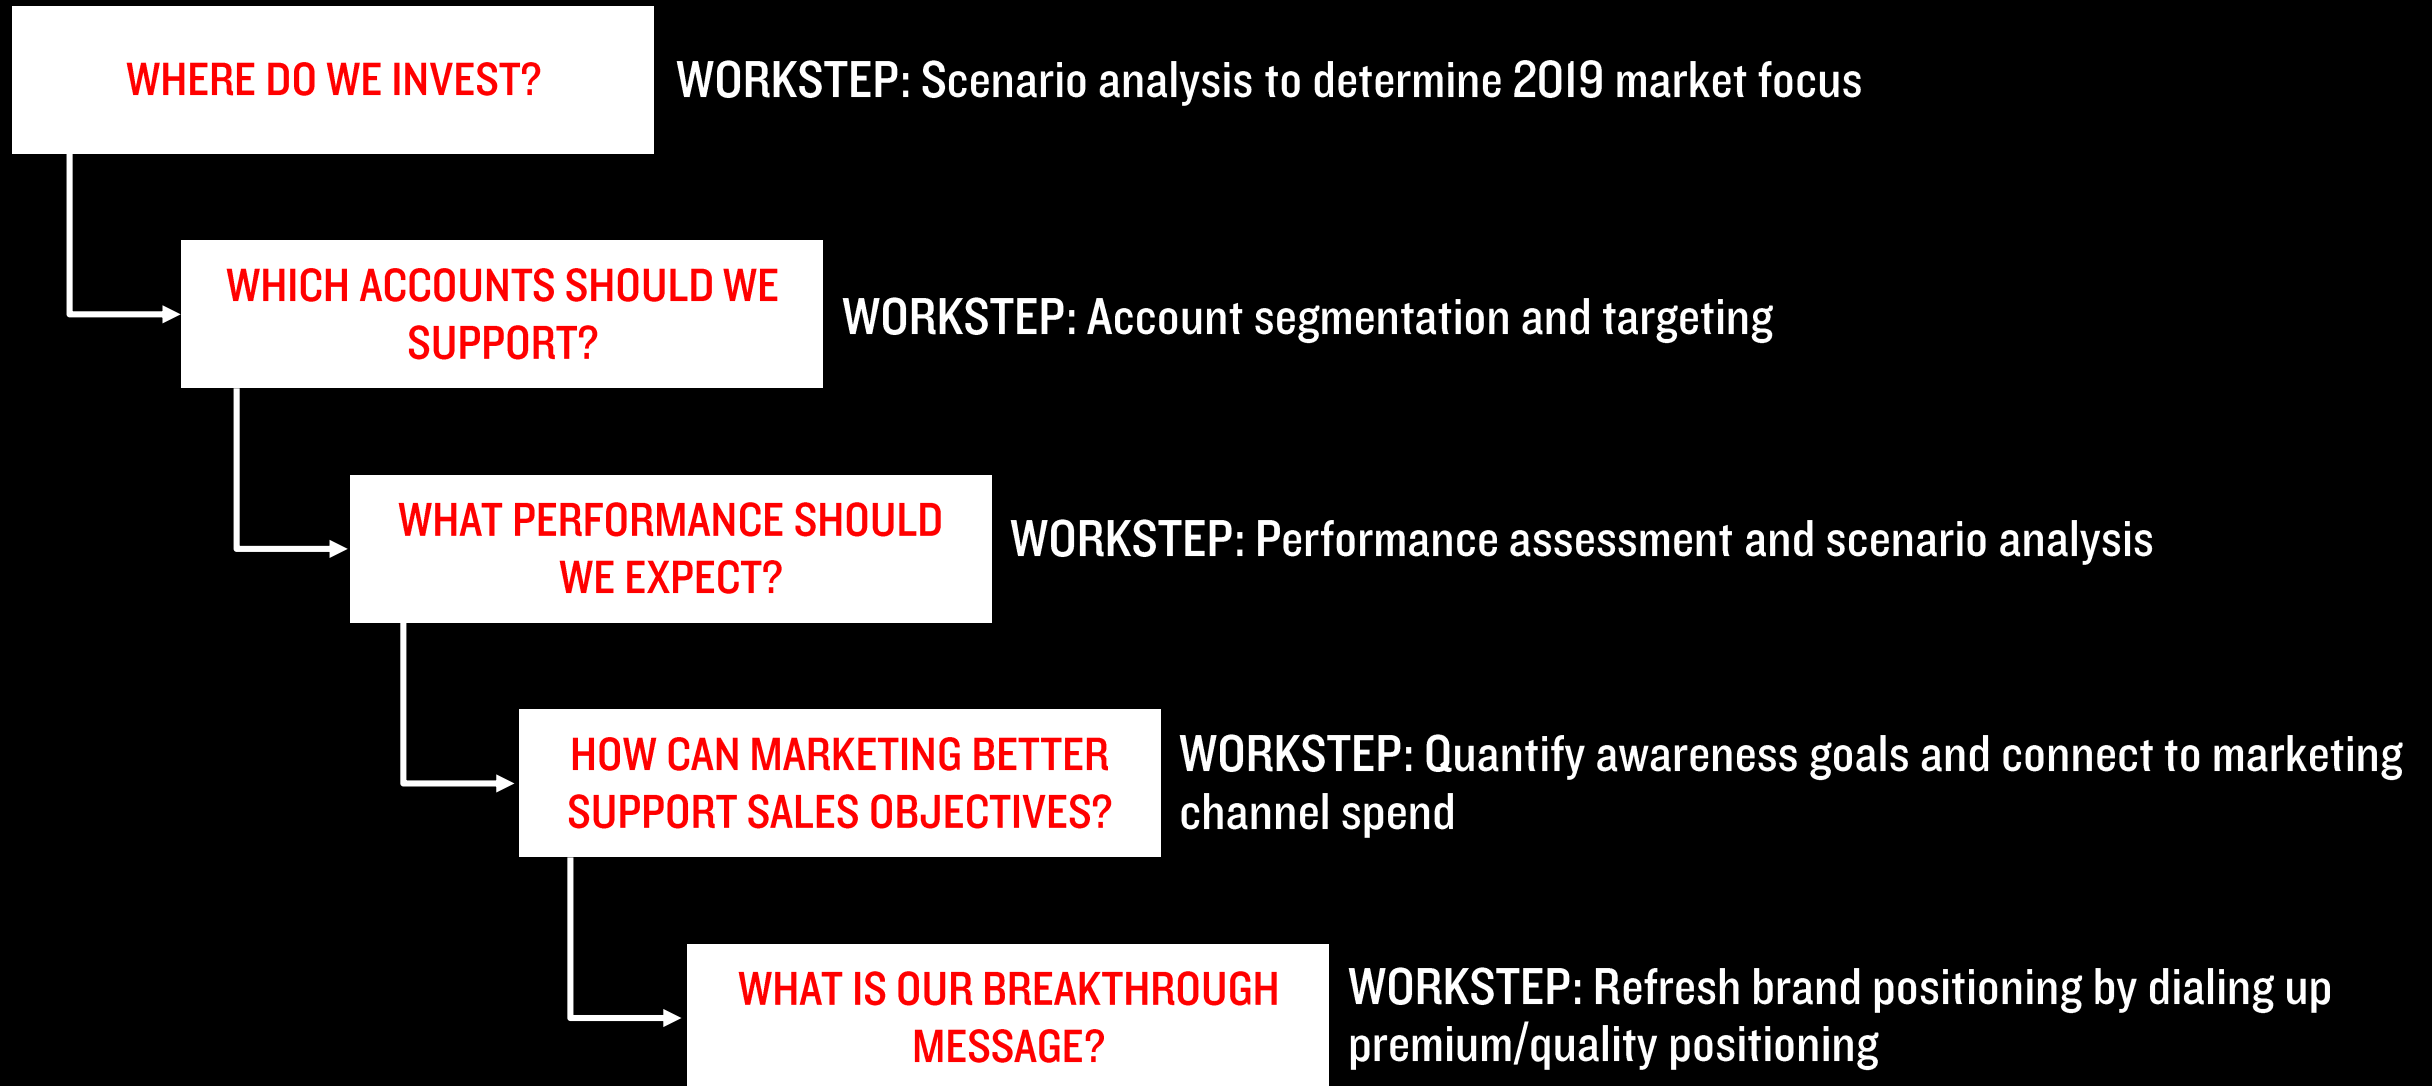 WHERE DO WE INVEST?
WORKSTEP: Scenario analysis to determine 2019 market focus
WHICH ACCOUNTS SHOULD WE
SUPPORT?
WORKSTEP: Account segmentation and targeting
WHAT PERFORMANCE SHOULD
WE EXPECT?
WORKSTEP: Performance assessment and scenario analysis
HOW CAN MARKETING BETTER
SUPPORT SALES OBJECTIVES?
WORKSTEP: Quantify awareness goals and connect to marketing
channel spend
WHAT IS OUR BREAKTHROUGH
MESSAGE?
WORKSTEP: Refresh brand positioning by dialing up
premium/quality positioning